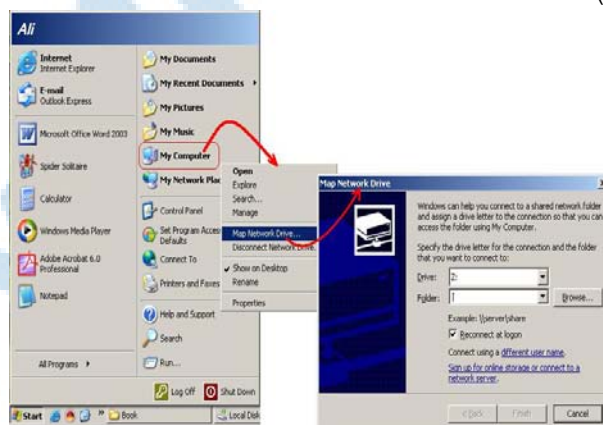 Ali
Internet
Internet Explorer
E-mail
Outlook Express
Microsoft Office Word 2003
Spider Solitaire
Calculator
Windows Media Player
Adobe Acrobat 6.0
Professional
Notepad
All Programs
My Documents
My Recent Documents
My Pictures
My Music
My Computer
My Network Plac
Control Panel
Set Program Acces
Defaults
Connect To
Printers and Faxes
Help and Support
Search
Run...
Log Off
Shut Down
Start
Book
Local Disk
Open
Explore
Search...
Manage
Map Network Drive...
Disconnect Network Drive.
Show on Desktop
Rename
Properties
Map Network Drive
Windows can help you connect to a shared network folder
and assign a drive letter to the connection so that you can
access the folder using My Computer.
Specify the drive letter for the connection and the folder
that you want to connect to:
Drive: Z:
Folder:
Browse...
Example: \\server\share
Reconnect at logon
Connect using a different user name.
Sign up for online storage or connect to a
network server.
< Back
Finish
Cancel